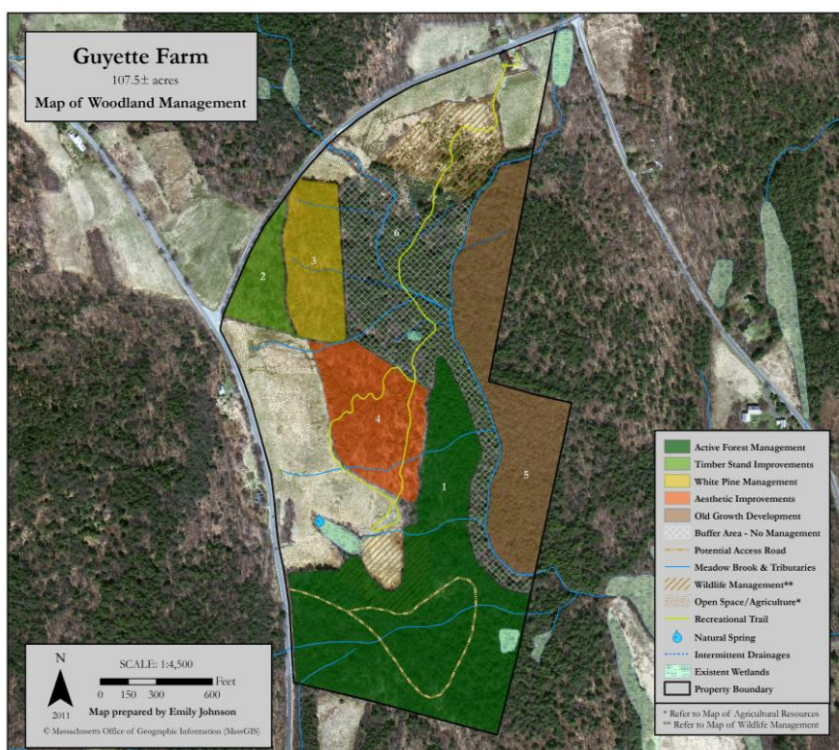 Guyette Farm
107.5± acres
Map of Woodland Management
6
2
3
4
1
5
Active Forest Management
Timber Stand Improvements
White Pine Management
Aesthetic Improvements
Old Growth Development
Buffer Area - No Management
Potential Access Road
Meadow Brook & Tributaries
Wildlife Management**
Open Space/Agriculture*
Recreational Trail
Natural Spring
Intermittent Drainages
Existent Wetlands
Property Boundary
* Refer to Map of Agricultural Resources
** Refer to Map of Wildlife Management
N
2011
SCALE: 1:4,500
Feet
0 150 300 600
Map prepared by Emily Johnson
© Massachusetts Office of Geographic Information (MassGIS)